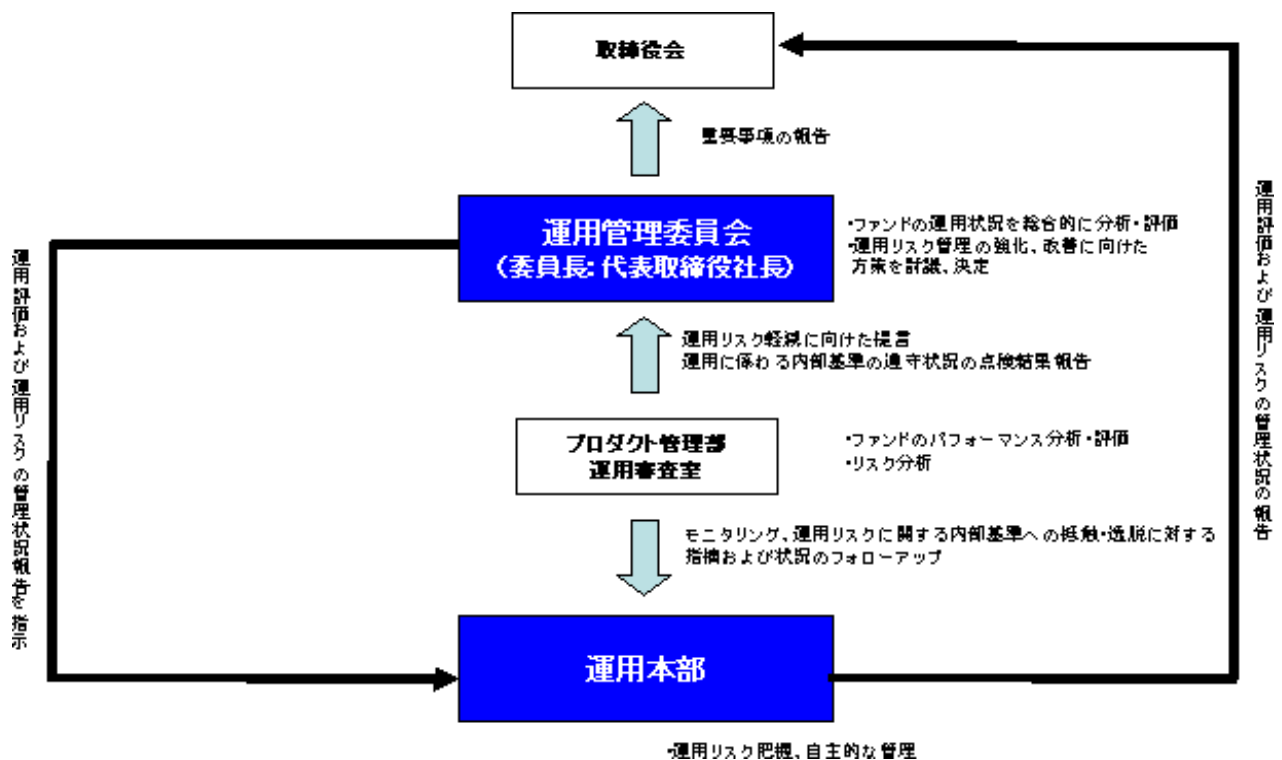 取締役会
重要事項の報告
運用管理委員会
（委員長：代表取締役社長）
・ファンドの運用状況を総合的に分析・評価
・運用リスク管理の強化、改善に向けた
方策を討議、決定
運用リスク軽減に向けた提言
運用に係わる内部基準の遵守状況の点検結果報告
プロダクト管理部
運用審査室
・ファンドのパフォーマンス分析・評価
・リスク分析
モニタリング、運用リスクに関する内部基準への抵触・逸脱に対する
指摘および状況のフォローアップ
運用本部
・運用リスク把握、自主的な管理
運用評価および運用リスクの管理状況報告を指示
運用評価および運用リスクの管理状況の報告